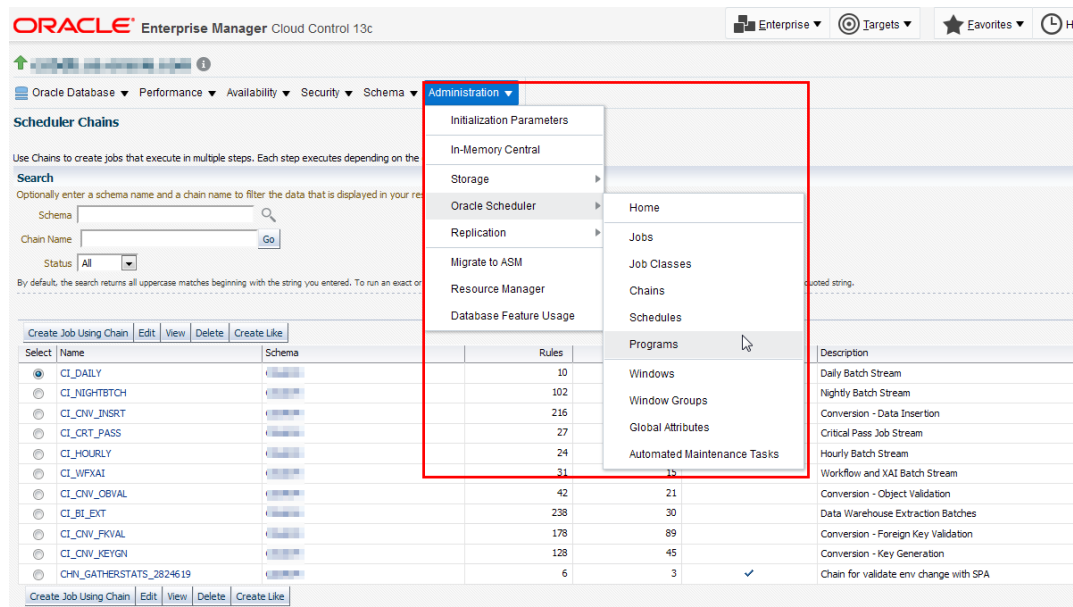 ORACLE® Enterprise Manager Cloud Control 13c
Enterprise ▼ Targets ▼ Favorites ▼ H
Oracle Database ▼ Performance ▼ Availability ▼ Security ▼ Schema ▼ Administration ▼
Scheduler Chains
Initialization Parameters
In-Memory Central
Storage
Oracle Scheduler
Replication
Migrate to ASM
Resource Manager
Database Feature Usage
Home
Jobs
Job Classes
Chains
Schedules
Programs
Windows
Window Groups
Global Attributes
Automated Maintenance Tasks
Use Chains to create jobs that execute in multiple steps. Each step executes depending on the
Search
Optionally enter a schema name and a chain name to filter the data that is displayed in your res
Schema
Chain Name Go
Status All
By default, the search returns all uppercase matches beginning with the string you entered. To run an exact or uoted string.
Create Job Using Chain Edit View Delete Create Like
Select Name Schema Rules Description
CI_DAILY 10 Daily Batch Stream
CI_NIGHTBTCH 102 Nightly Batch Stream
CI_CNV_INSRT 216 Conversion - Data Insertion
CI_CRT_PASS 27 Critical Pass Job Stream
CI_HOURLY 24 Hourly Batch Stream
CI_WFXAI 31 15 Workflow and XAI Batch Stream
CI_CNV_OBVAL 42 21 Conversion - Object Validation
CI_BI_EXT 238 30 Data Warehouse Extraction Batches
CI_CNV_FKVAL 178 89 Conversion - Foreign Key Validation
CI_CNV_KEYGN 128 45 Conversion - Key Generation
CHN_GATHERSTATS_2824619 6 3 ✓ Chain for validate env change with SPA
Create Job Using Chain Edit View Delete Create Like